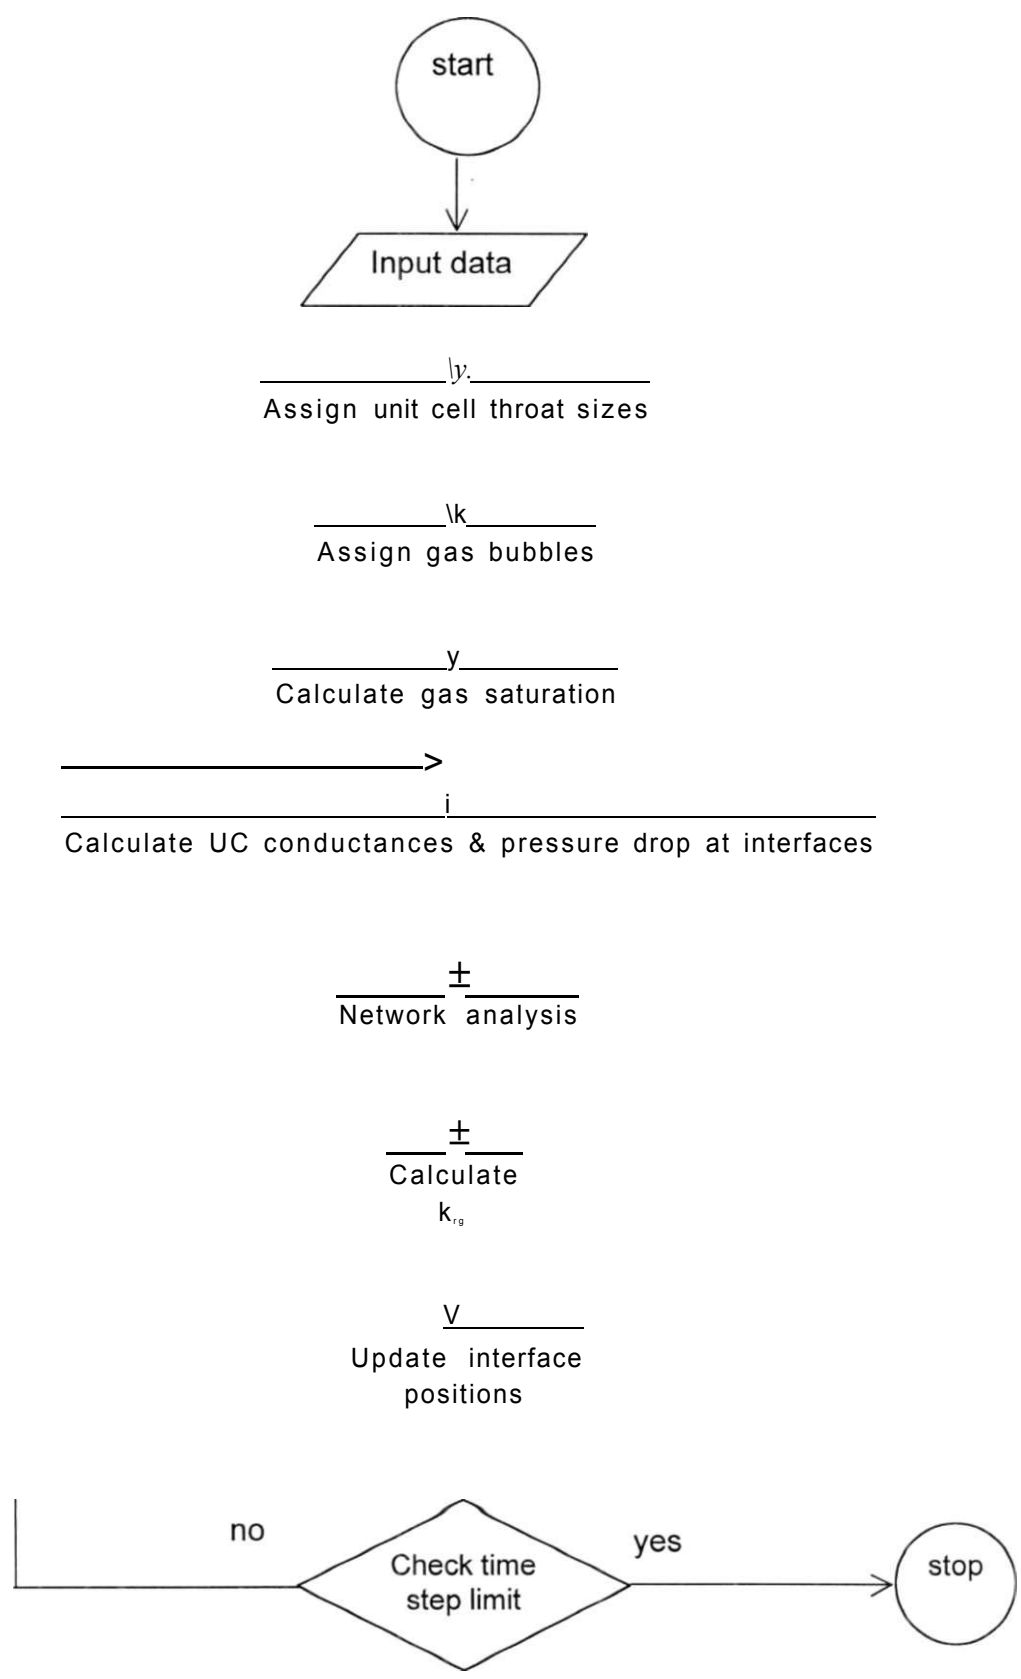 start
Input data
\y.
Assign unit cell throat sizes
\k
Assign gas bubbles
y
Calculate gas saturation
>
i
Calculate UC conductances & pressure drop at interfaces
±
Network analysis
±
Calculate
krg
V
Update interface
positions
no
yes
Check time
step limit
stop